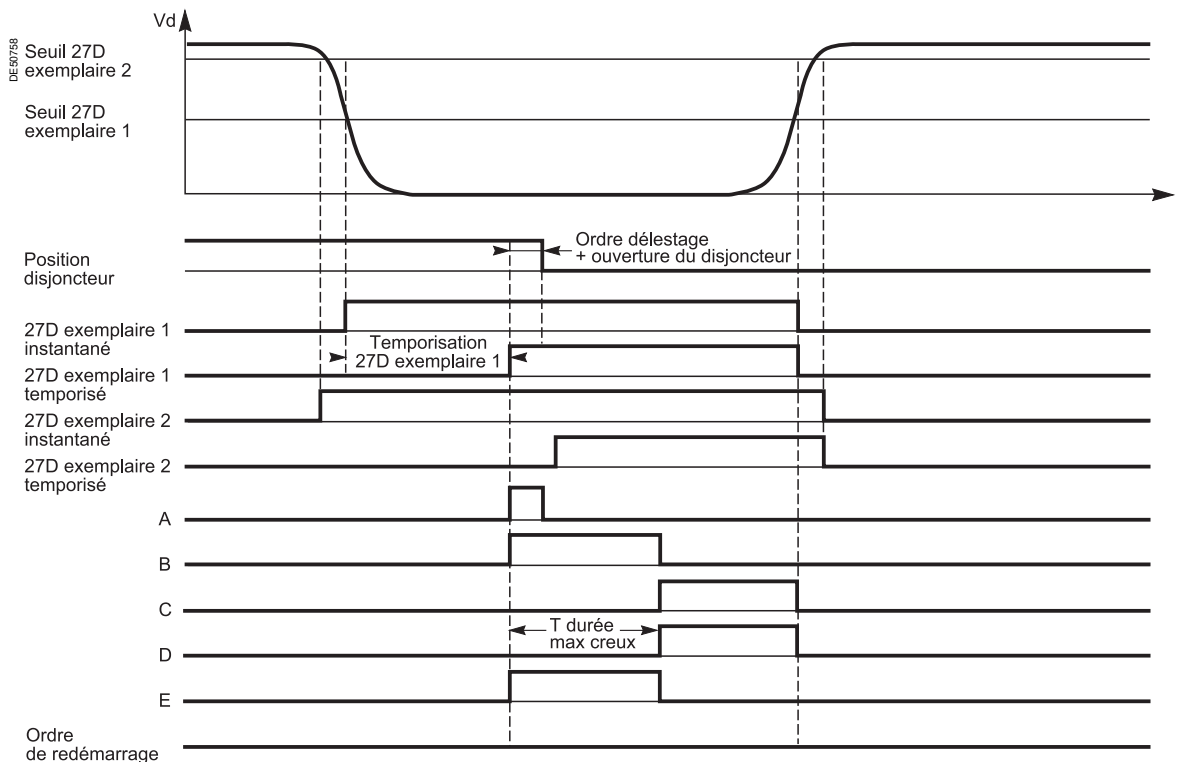 Vd
DE50758
Seuil 27D
exemplaire 2
Seuil 27D
exemplaire 1
Ordre délestage
+ ouverture du disjoncteur
Position
disjoncteur
27D exemplaire 1
instantané
Temporisation
27D exemplaire 1
27D exemplaire 1
temporisé
27D exemplaire 2
instantané
27D exemplaire 2
temporisé
A
B
C
T durée
max creux
D
E
Ordre
de redémarrage